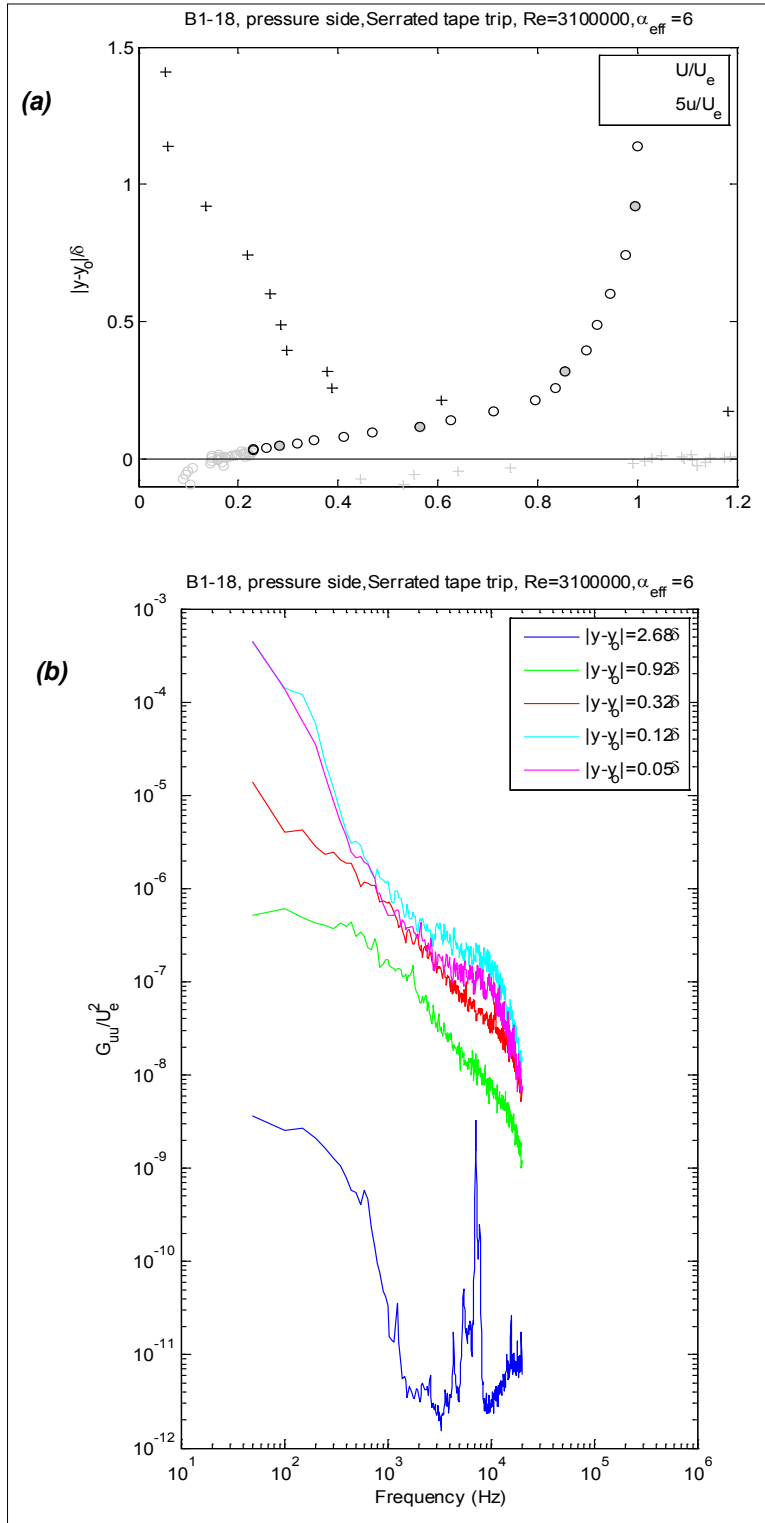 B1-18, pressure side,Serrated tape trip, Re=3100000,α_eff =6
(a)
1.5
1
0.5
0
|y-y_o|/δ
U/U_e
5u/U_e
0 0.2 0.4 0.6 0.8 1 1.2
B1-18, pressure side,Serrated tape trip, Re=3100000,α_eff =6
(b)
10^-3
10^-4
10^-5
10^-6
10^-7
10^-8
10^-9
10^-10
10^-11
10^-12
G_uu/U_e^2
|y-y_o|=2.68δ
|y-y_o|=0.92δ
|y-y_o|=0.32δ
|y-y_o|=0.12δ
|y-y_o|=0.05δ
10^1 10^2 10^3 10^4 10^5 10^6
Frequency (Hz)